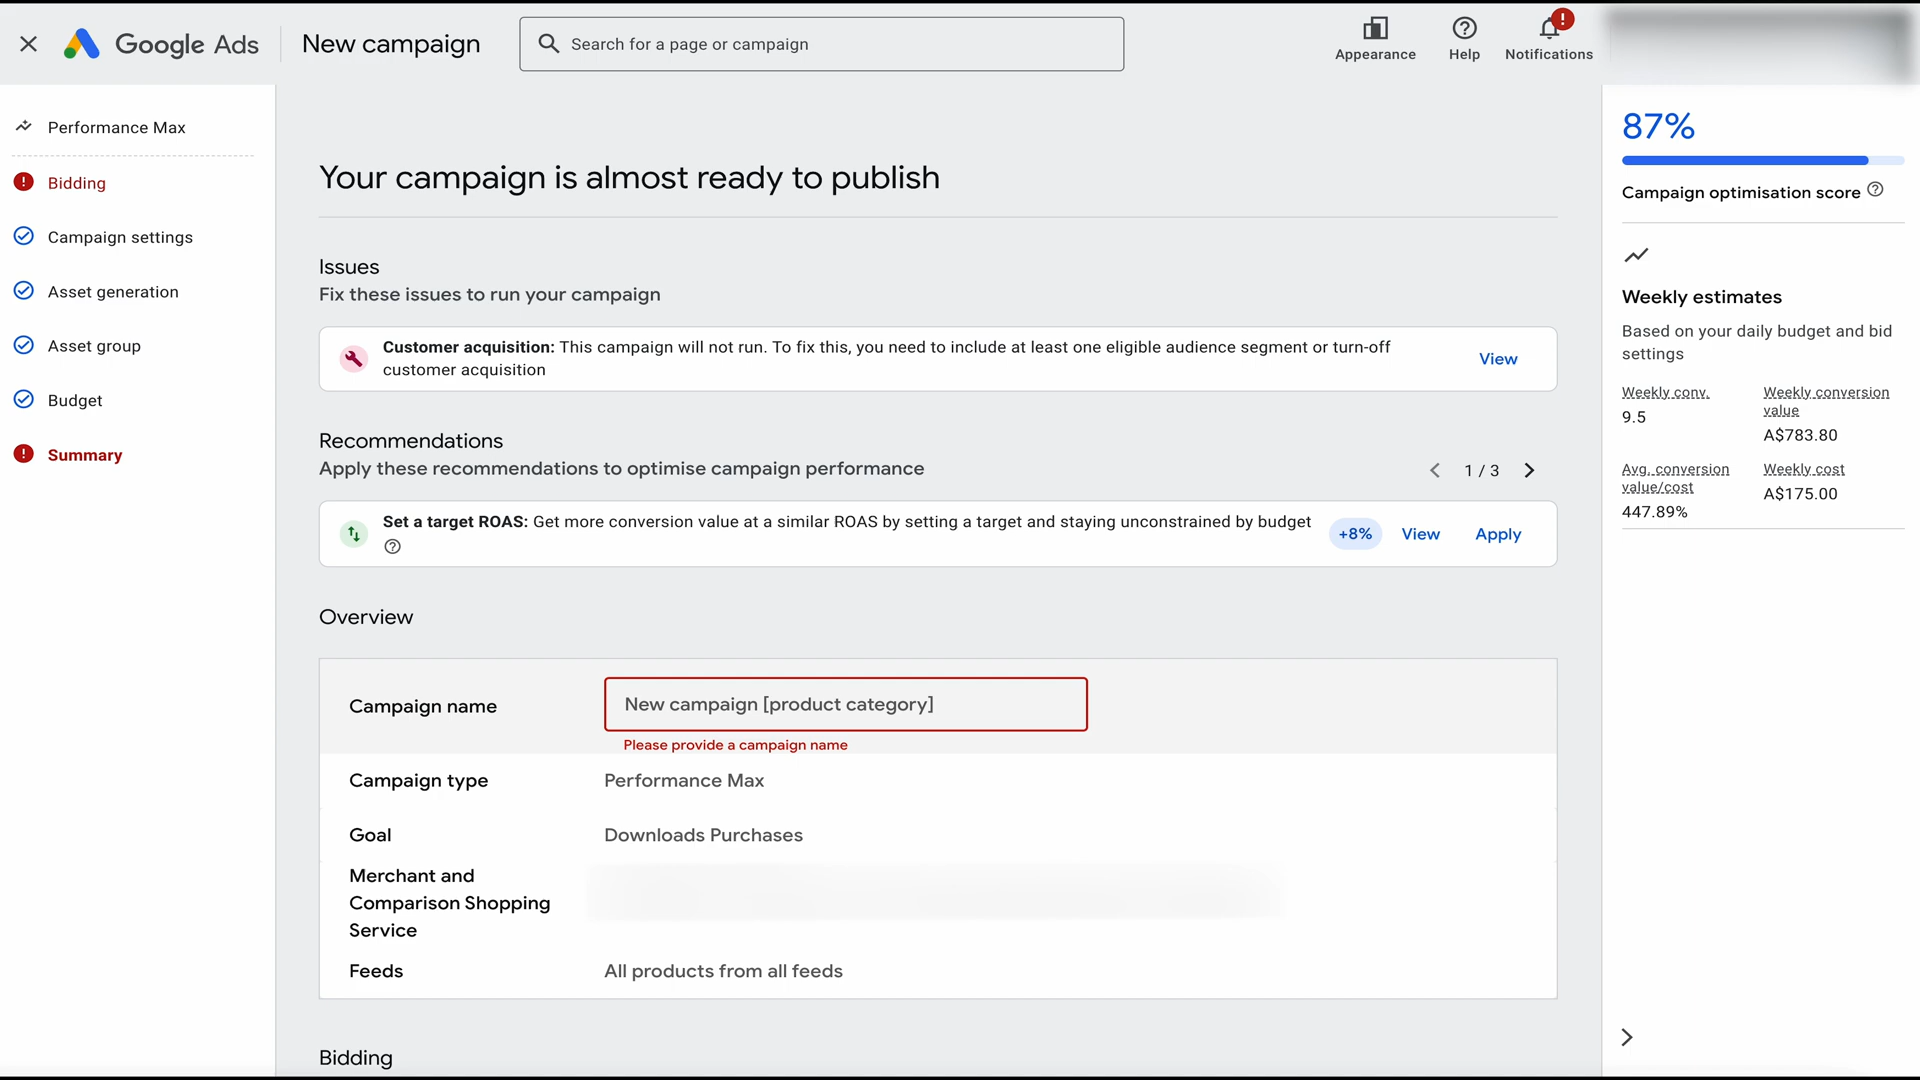 Google Ads
New campaign
Search for a page or campaign
Appearance
Help
Notifications
Performance Max
Bidding
Campaign settings
Asset generation
Asset group
Budget
Summary
Your campaign is almost ready to publish
Issues
Fix these issues to run your campaign
Customer acquisition: This campaign will not run. To fix this, you need to include at least one eligible audience segment or turn-off
customer acquisition
View
Recommendations
Apply these recommendations to optimise campaign performance
1 / 3
Set a target ROAS: Get more conversion value at a similar ROAS by setting a target and staying unconstrained by budget
+8%
View
Apply
Overview
Campaign name
New campaign [product category]
Please provide a campaign name
Campaign type
Performance Max
Goal
Downloads Purchases
Merchant and
Comparison Shopping
Service
Feeds
All products from all feeds
Bidding
87%
Campaign optimisation score
Weekly estimates
Based on your daily budget and bid
settings
Weekly conv.
9.5
Weekly conversion
value
A$783.80
Avg. conversion
value/cost
447.89%
Weekly cost
A$175.00